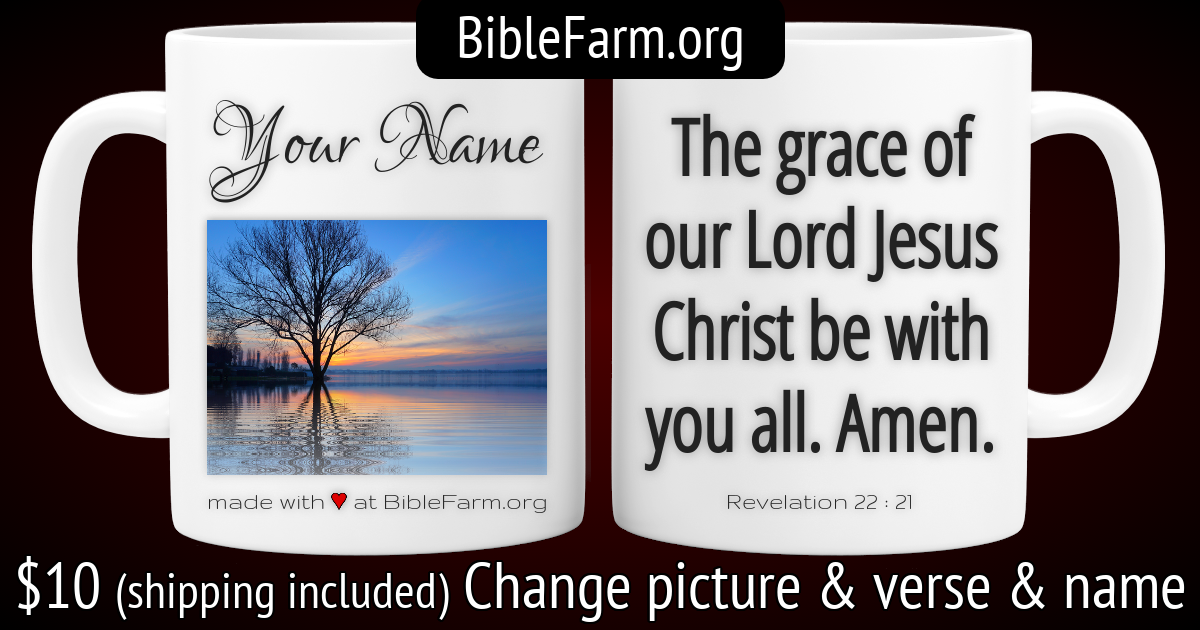 BibleFarm.org
Your Name
made with ♥ at BibleFarm.org
The grace of
our Lord Jesus
Christ be with
you all. Amen.
Revelation 22 : 21
$10 (shipping included) Change picture & verse & name